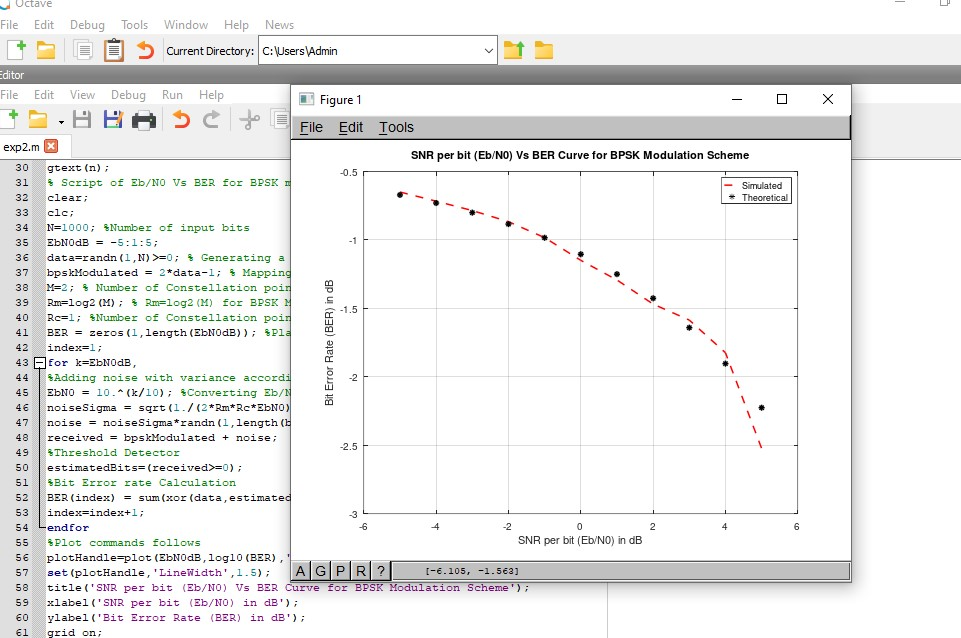 Octave
File Edit Debug Tools Window Help News
Current Directory: C:\Users\Admin
Editor
File Edit View Debug Run Help
exp2.m
30 gtext(n);
31 % Script of Eb/N0 Vs BER for BPSK m
32 clear;
33 clc;
34 N=1000; %Number of input bits
35 EbN0dB = -5:1:5;
36 data=randn(1,N)>=0; % Generating a
37 bpskModulated = 2*data-1; % Mapping
38 M=2; % Number of Constellation poin
39 Rm=log2(M); % Rm=log2(M) for BPSK M
40 Rc=1; %Number of Constellation poin
41 BER = zeros(1,length(EbN0dB)); %Pla
42 index=1;
43 for k=EbN0dB,
44 %Adding noise with variance accordi
45 EbN0 = 10.^(k/10); %Converting Eb/N
46 noiseSigma = sqrt(1./(2*Rm*Rc*EbN0)
47 noise = noiseSigma*randn(1,length(b
48 received = bpskModulated + noise;
49 %Threshold Detector
50 estimatedBits=(received>=0);
51 %Bit Error rate Calculation
52 BER(index) = sum(xor(data,estimated
53 index=index+1;
54 endfor
55 %Plot commands follows
56 plotHandle=plot(EbN0dB,log10(BER),'
57 set(plotHandle,'LineWidth',1.5);
58 title('SNR per bit (Eb/N0) Vs BER Curve for BPSK Modulation Scheme');
59 xlabel('SNR per bit (Eb/N0) in dB');
60 ylabel('Bit Error Rate (BER) in dB');
61 grid on;
Figure 1
File Edit Tools
SNR per bit (Eb/N0) Vs BER Curve for BPSK Modulation Scheme
Simulated
Theoretical
-0.5
-1
-1.5
-2
-2.5
-3
Bit Error Rate (BER) in dB
-6 -4 -2 0 2 4 6
SNR per bit (Eb/N0) in dB
A G P R ? [-6.105, -1.563]